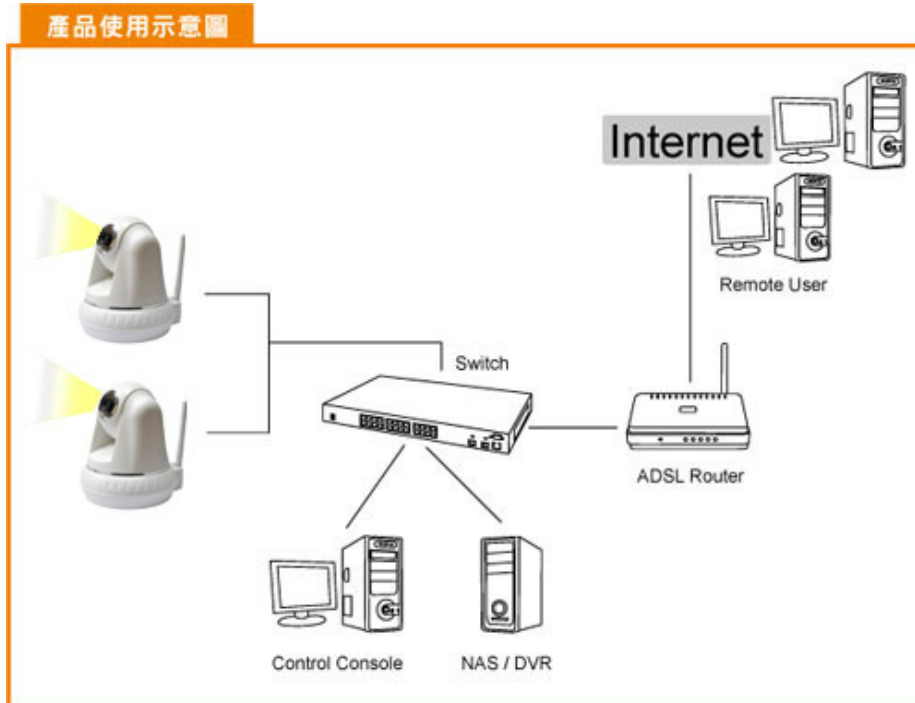 產品使用示意圖
Internet
Remote User
Switch
ADSL Router
Control Console
NAS / DVR